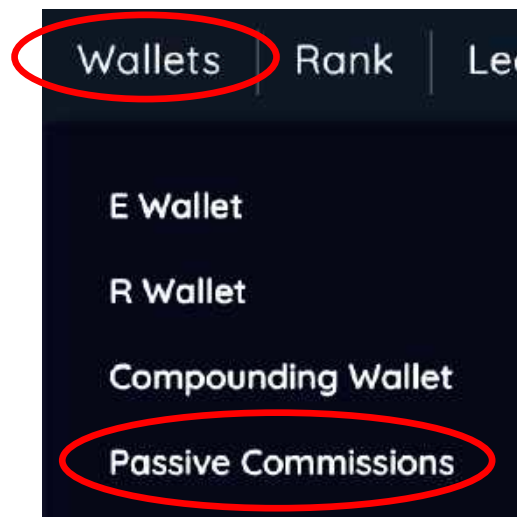 Wallets | Rank |
E Wallet
R Wallet
Compounding Wallet
Passive Commissions